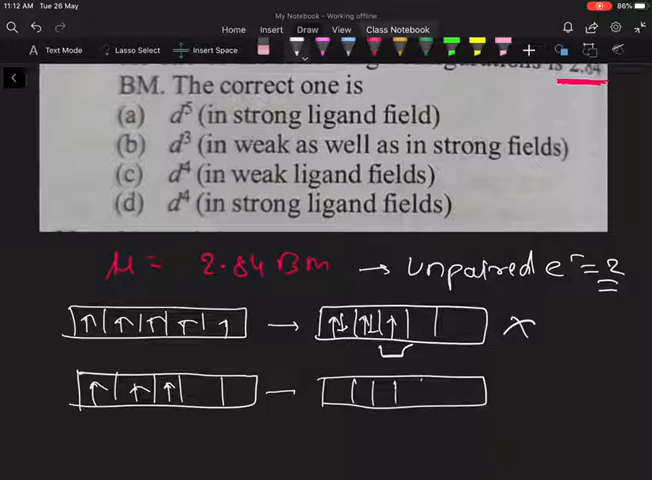 11:12 AM Tue 26 May
86%
My Notebook - Working offline
Home Insert Draw View Class Notebook
Text Mode Lasso Select Insert Space
is 2.84
BM. The correct one is
(a) d⁵ (in strong ligand field)
(b) d³ (in weak as well as in strong fields)
(c) d⁴ (in weak ligand fields)
(d) d⁴ (in strong ligand fields)
μ = 2.84 BM → Unpaired e⁻ = 2